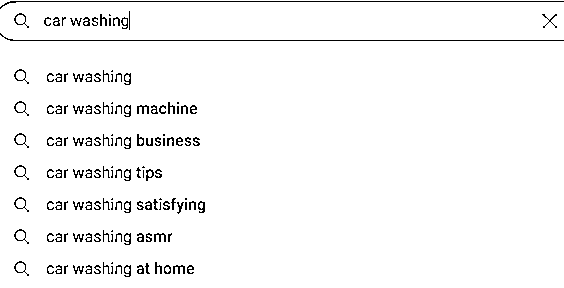 car washing
car washing
car washing machine
car washing business
car washing tips
car washing satisfying
car washing asmr
car washing at home